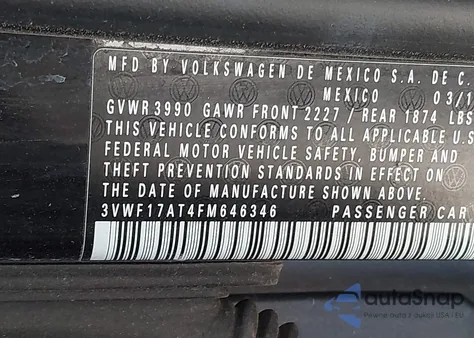 MFD BY VOLKSWAGEN DE MEXICO S.A. DE C.
MEXICO 03/1
GVWR 3990 GAWR FRONT 2227 / REAR 1874 LBS
THIS VEHICLE CONFORMS TO ALL APPLICABLE U.S
FEDERAL MOTOR VEHICLE SAFETY, BUMPER AND
THEFT PREVENTION STANDARDS IN EFFECT ON
THE DATE OF MANUFACTURE SHOWN ABOVE.
3VWF17AT4FM646346 PASSENGER CAR
autoSnap